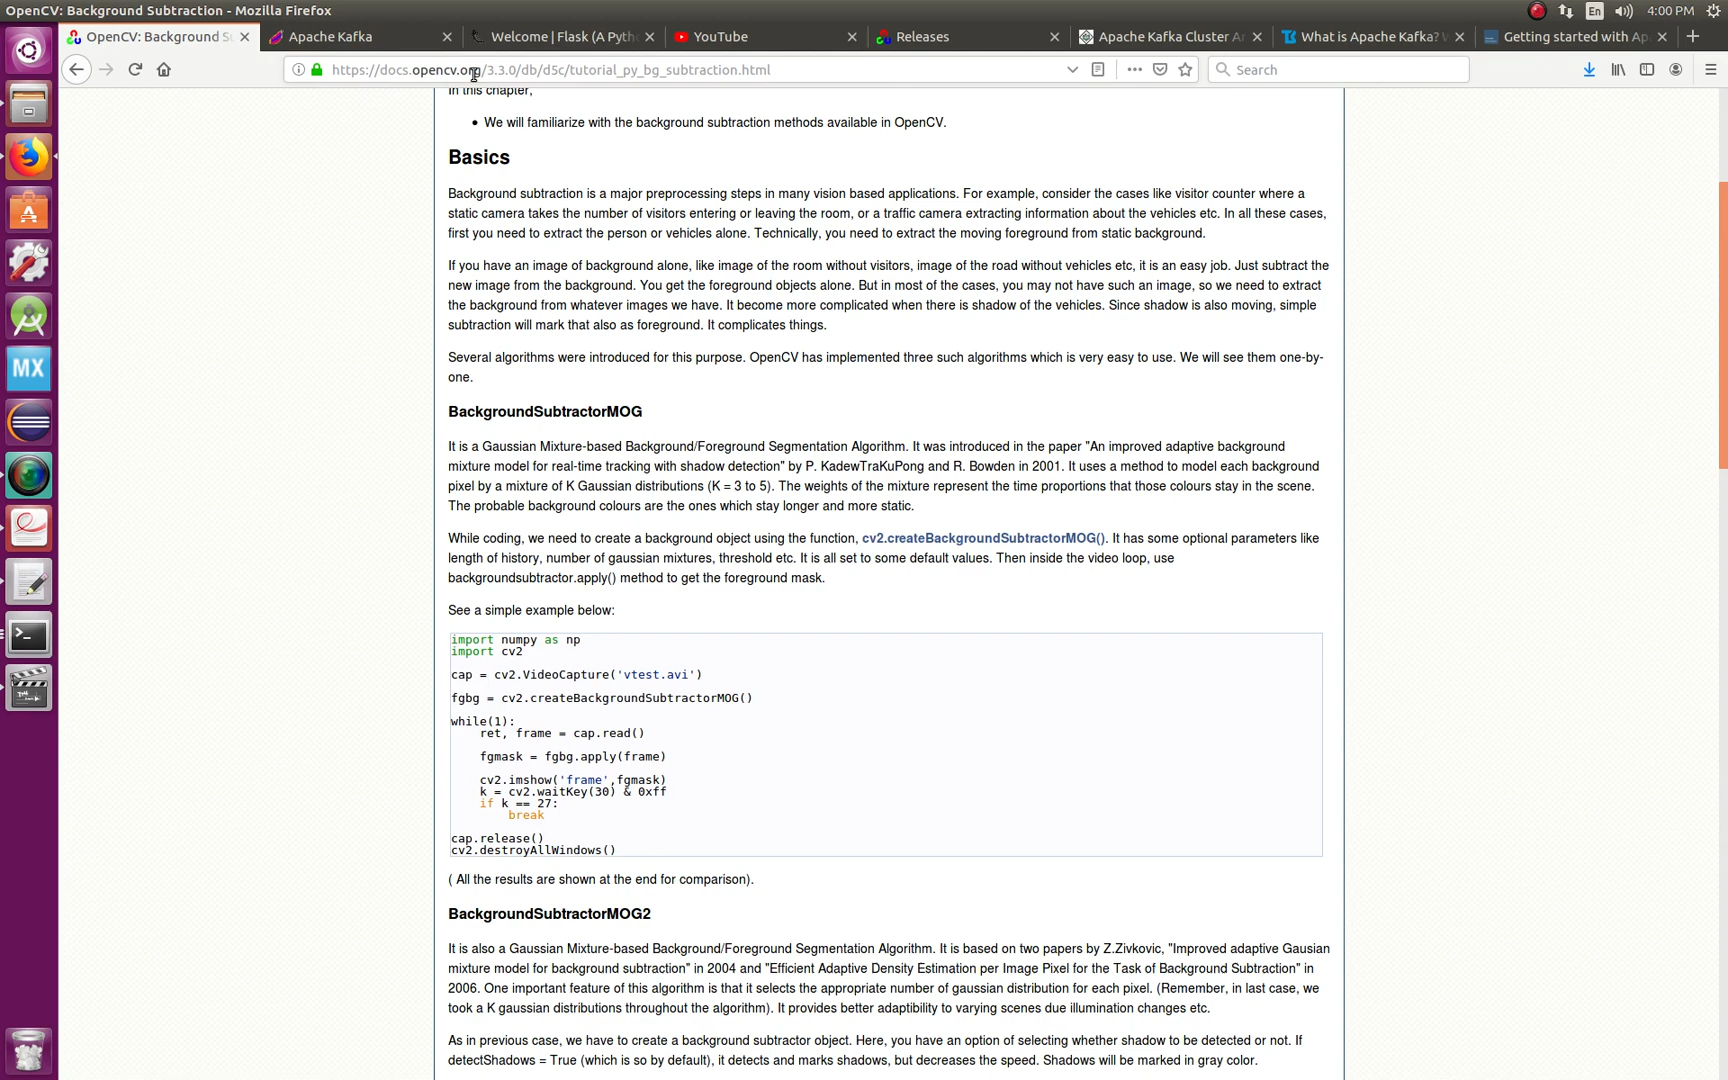 OpenCV: Background Subtraction - Mozilla Firefox
En
4:00 PM
OpenCV: Background Su
Apache Kafka
Welcome | Flask (A Pytho
YouTube
Releases
Apache Kafka Cluster Ar
What is Apache Kafka? W
Getting started with Ap
https://docs.opencv.org/3.3.0/db/d5c/tutorial_py_bg_subtraction.html
Search
In this chapter,
We will familiarize with the background subtraction methods available in OpenCV.
Basics
Background subtraction is a major preprocessing steps in many vision based applications. For example, consider the cases like visitor counter where a
static camera takes the number of visitors entering or leaving the room, or a traffic camera extracting information about the vehicles etc. In all these cases,
first you need to extract the person or vehicles alone. Technically, you need to extract the moving foreground from static background.
If you have an image of background alone, like image of the room without visitors, image of the road without vehicles etc, it is an easy job. Just subtract the
new image from the background. You get the foreground objects alone. But in most of the cases, you may not have such an image, so we need to extract
the background from whatever images we have. It become more complicated when there is shadow of the vehicles. Since shadow is also moving, simple
subtraction will mark that also as foreground. It complicates things.
Several algorithms were introduced for this purpose. OpenCV has implemented three such algorithms which is very easy to use. We will see them one-by-
one.
BackgroundSubtractorMOG
It is a Gaussian Mixture-based Background/Foreground Segmentation Algorithm. It was introduced in the paper "An improved adaptive background
mixture model for real-time tracking with shadow detection" by P. KadewTraKuPong and R. Bowden in 2001. It uses a method to model each background
pixel by a mixture of K Gaussian distributions (K = 3 to 5). The weights of the mixture represent the time proportions that those colours stay in the scene.
The probable background colours are the ones which stay longer and more static.
While coding, we need to create a background object using the function, cv2.createBackgroundSubtractorMOG(). It has some optional parameters like
length of history, number of gaussian mixtures, threshold etc. It is all set to some default values. Then inside the video loop, use
backgroundsubtractor.apply() method to get the foreground mask.
See a simple example below:
import numpy as np
import cv2
cap = cv2.VideoCapture('vtest.avi')
fgbg = cv2.createBackgroundSubtractorMOG()
while(1):
ret, frame = cap.read()
fgmask = fgbg.apply(frame)
cv2.imshow('frame',fgmask)
k = cv2.waitKey(30) & 0xff
if k == 27:
break
cap.release()
cv2.destroyAllWindows()
( All the results are shown at the end for comparison).
BackgroundSubtractorMOG2
It is also a Gaussian Mixture-based Background/Foreground Segmentation Algorithm. It is based on two papers by Z.Zivkovic, "Improved adaptive Gausian
mixture model for background subtraction" in 2004 and "Efficient Adaptive Density Estimation per Image Pixel for the Task of Background Subtraction" in
2006. One important feature of this algorithm is that it selects the appropriate number of gaussian distribution for each pixel. (Remember, in last case, we
took a K gaussian distributions throughout the algorithm). It provides better adaptibility to varying scenes due illumination changes etc.
As in previous case, we have to create a background subtractor object. Here, you have an option of selecting whether shadow to be detected or not. If
detectShadows = True (which is so by default), it detects and marks shadows, but decreases the speed. Shadows will be marked in gray color.
MX